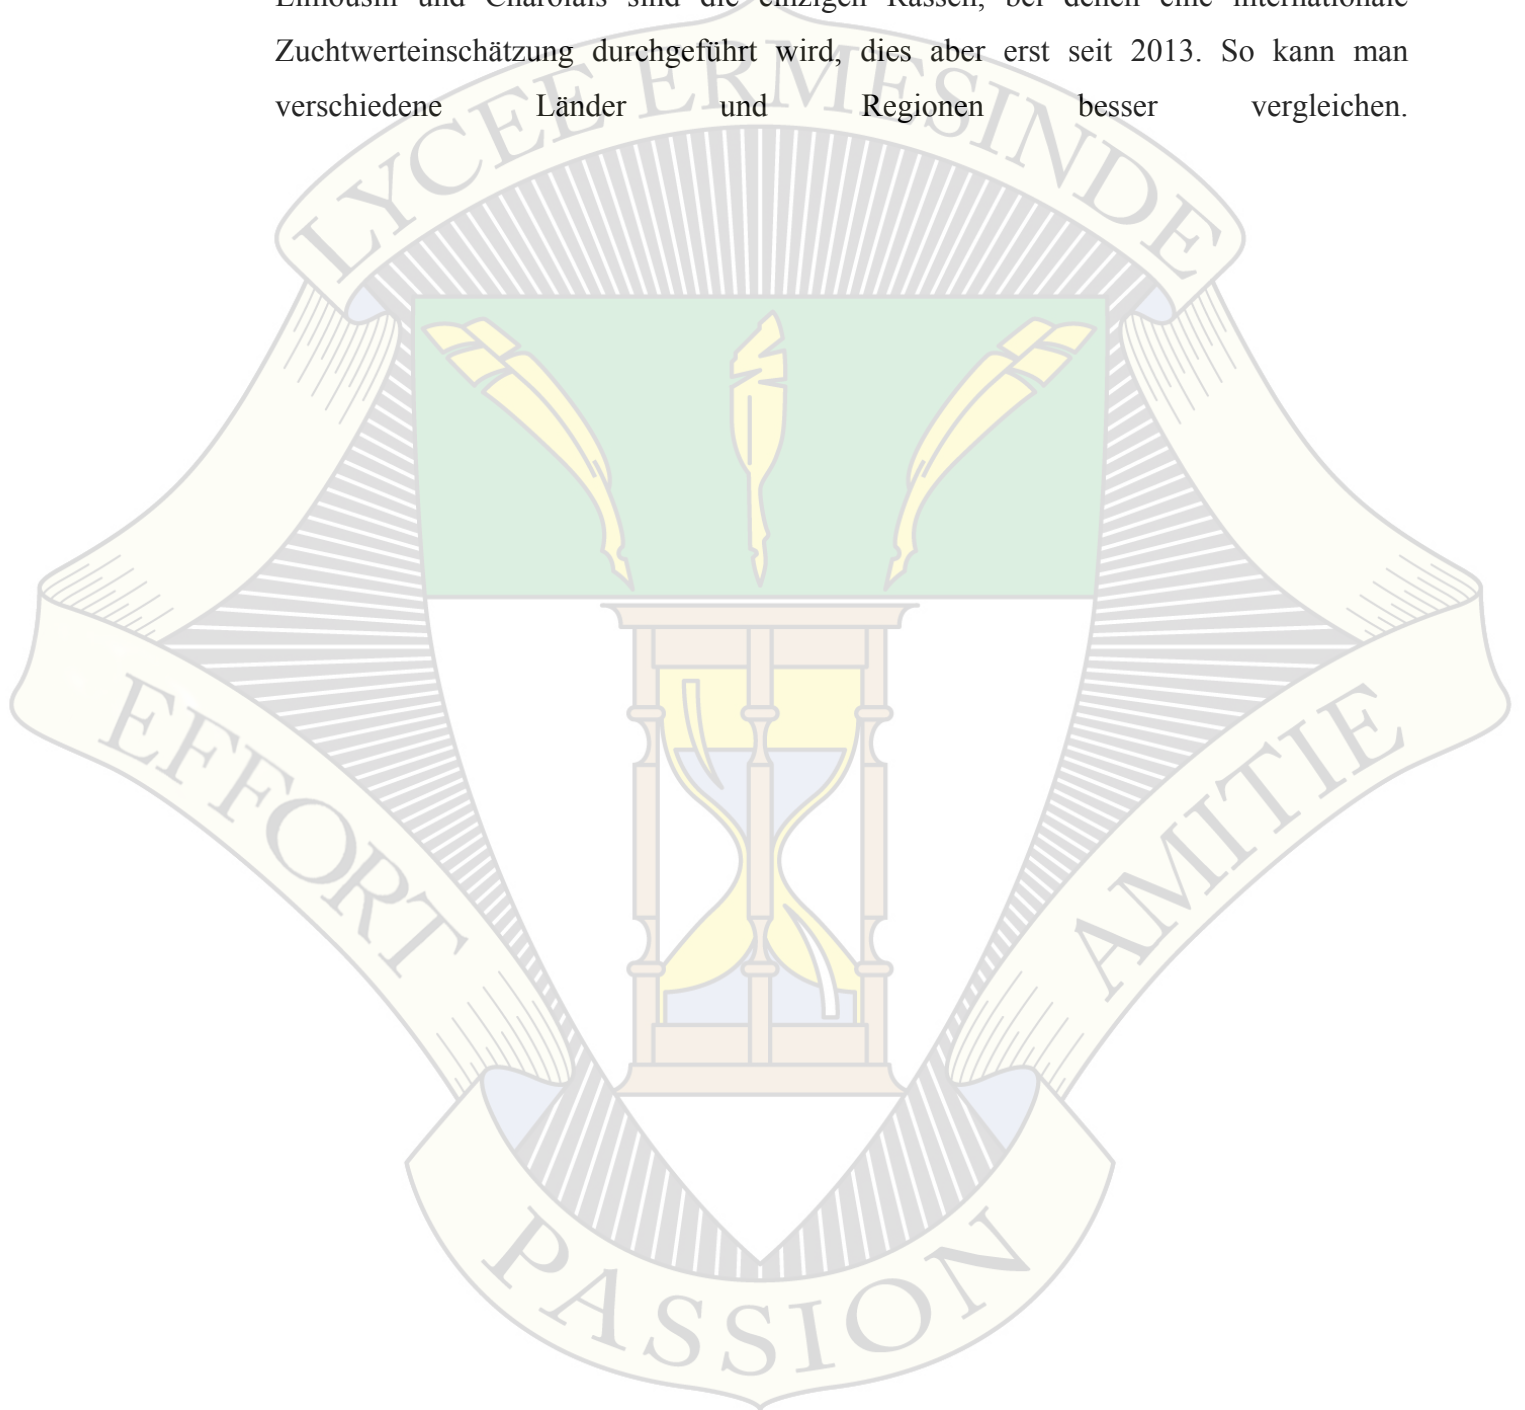 Limousin und Charolais sind die einzigen Rassen, bei denen eine internationale
Zuchtwerteinschätzung durchgeführt wird, dies aber erst seit 2013. So kann man
verschiedene Länder und Regionen besser vergleichen.
LYCEE ERMESINDE
EFFORT
AMITIE
PASSION